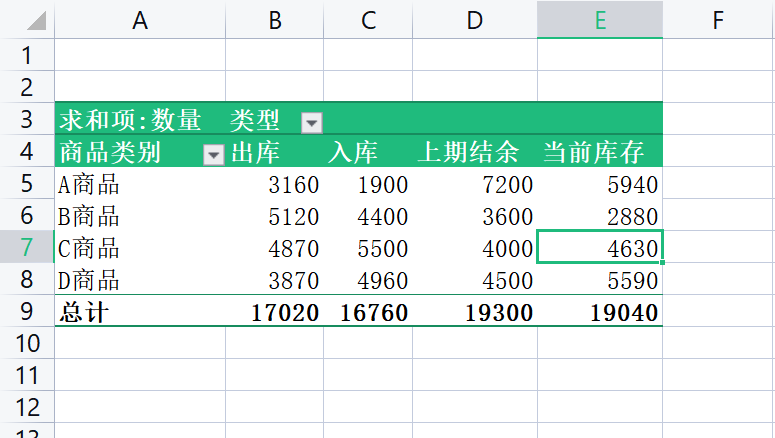 A B C D E F
1
2
3 求和项:数量 类型
4 商品类别 出库 入库 上期结余 当前库存
5 A商品 3160 1900 7200 5940
6 B商品 5120 4400 3600 2880
7 C商品 4870 5500 4000 4630
8 D商品 3870 4960 4500 5590
9 总计 17020 16760 19300 19040
10
11
12